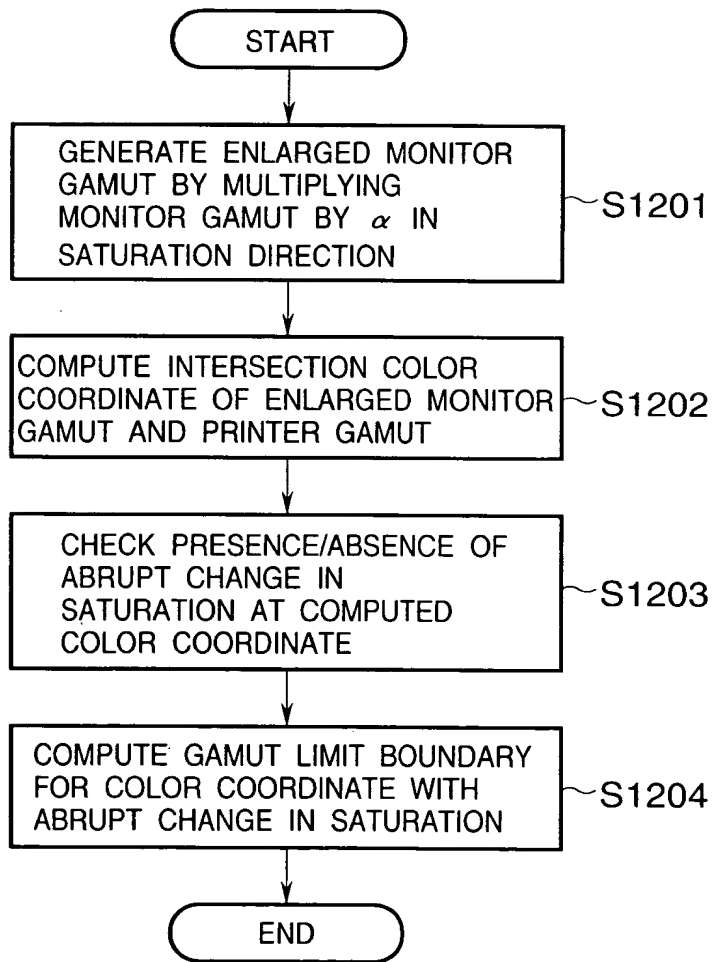 START
GENERATE ENLARGED MONITOR
GAMUT BY MULTIPLYING
MONITOR GAMUT BY α IN
SATURATION DIRECTION
S1201
COMPUTE INTERSECTION COLOR
COORDINATE OF ENLARGED MONITOR
GAMUT AND PRINTER GAMUT
S1202
CHECK PRESENCE/ABSENCE OF
ABRUPT CHANGE IN
SATURATION AT COMPUTED
COLOR COORDINATE
S1203
COMPUTE GAMUT LIMIT BOUNDARY
FOR COLOR COORDINATE WITH
ABRUPT CHANGE IN SATURATION
S1204
END